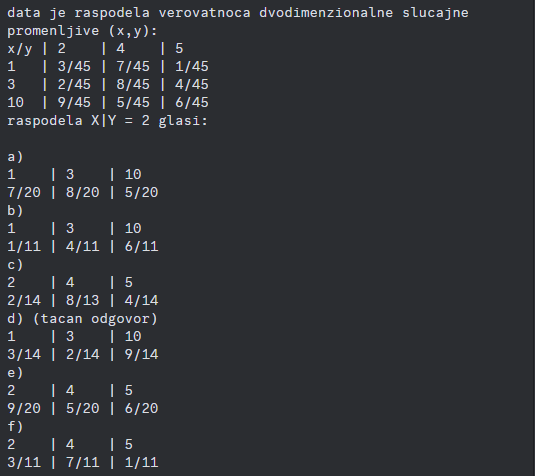 data je raspodela verovatnoca dvodimenzionalne slucajne
promenljive (x,y):
x/y | 2    | 4    | 5
1   | 3/45 | 7/45 | 1/45
3   | 2/45 | 8/45 | 4/45
10  | 9/45 | 5/45 | 6/45
raspodela X|Y = 2 glasi:

a)
1    | 3    | 10
7/20 | 8/20 | 5/20
b)
1    | 3    | 10
1/11 | 4/11 | 6/11
c)
2    | 4    | 5
2/14 | 8/13 | 4/14
d) (tacan odgovor)
1    | 3    | 10
3/14 | 2/14 | 9/14
e)
2    | 4    | 5
9/20 | 5/20 | 6/20
f)
2    | 4    | 5
3/11 | 7/11 | 1/11